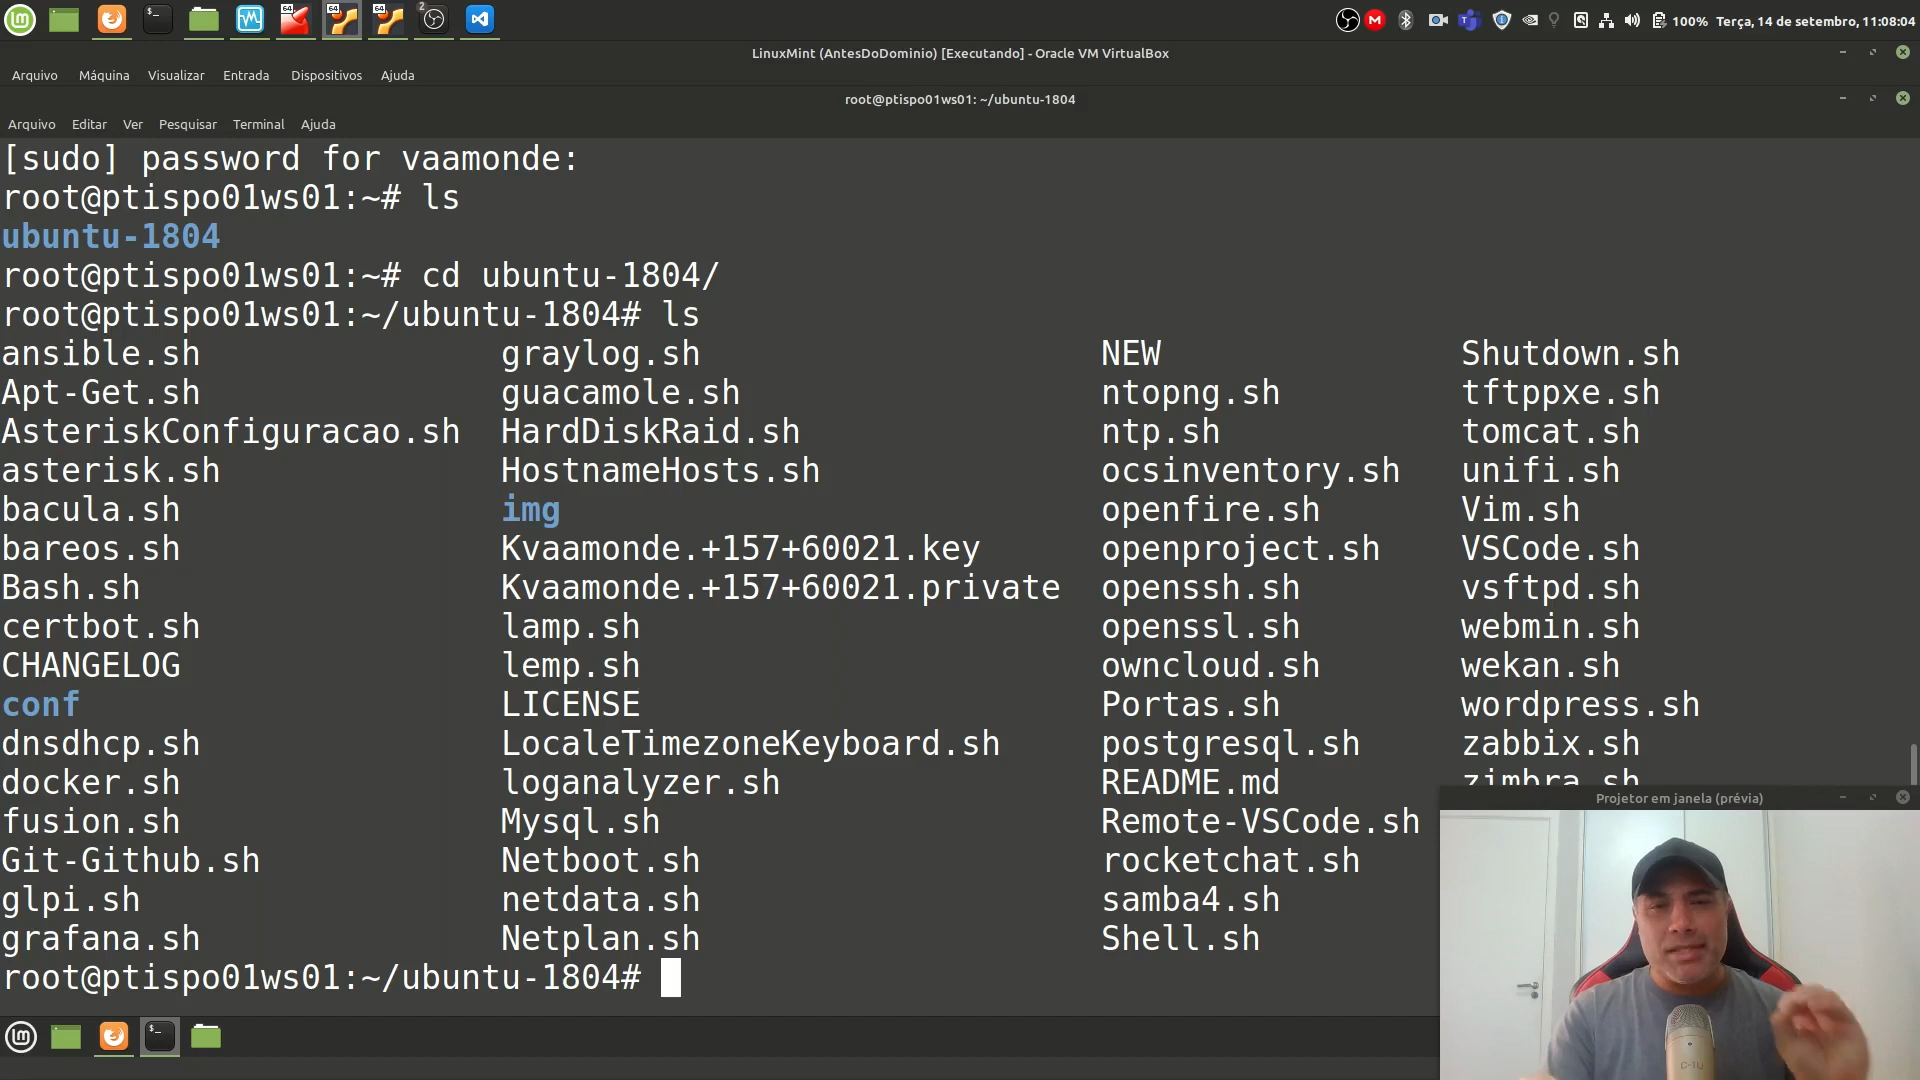 100% Terça, 14 de setembro, 11:08:04
LinuxMint (AntesDoDominio) [Executando] - Oracle VM VirtualBox
Arquivo Máquina Visualizar Entrada Dispositivos Ajuda
root@ptispo01ws01: ~/ubuntu-1804
Arquivo Editar Ver Pesquisar Terminal Ajuda
[sudo] password for vaamonde:
root@ptispo01ws01:~# ls
ubuntu-1804
root@ptispo01ws01:~# cd ubuntu-1804/
root@ptispo01ws01:~/ubuntu-1804# ls
ansible.sh graylog.sh NEW Shutdown.sh
Apt-Get.sh guacamole.sh ntopng.sh tftppxe.sh
AsteriskConfiguracao.sh HardDiskRaid.sh ntp.sh tomcat.sh
asterisk.sh HostnameHosts.sh ocsinventory.sh unifi.sh
bacula.sh img openfire.sh Vim.sh
bareos.sh Kvaamonde.+157+60021.key openproject.sh VSCode.sh
Bash.sh Kvaamonde.+157+60021.private openssh.sh vsftpd.sh
certbot.sh lamp.sh openssl.sh webmin.sh
CHANGELOG lemp.sh owncloud.sh wekan.sh
conf LICENSE Portas.sh wordpress.sh
dnsdhcp.sh LocaleTimezoneKeyboard.sh postgresql.sh zabbix.sh
docker.sh loganalyzer.sh README.md zimbra.sh
fusion.sh Mysql.sh Remote-VSCode.sh
Git-Github.sh Netboot.sh rocketchat.sh
glpi.sh netdata.sh samba4.sh
grafana.sh Netplan.sh Shell.sh
root@ptispo01ws01:~/ubuntu-1804#
Projetor em janela (prévia)